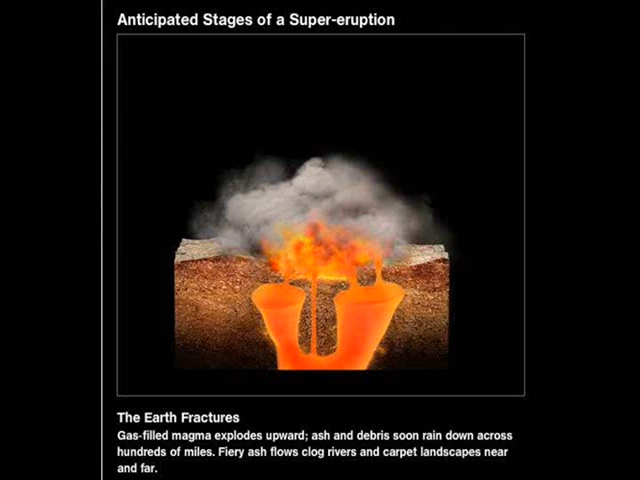 Anticipated Stages of a Super-eruption
The Earth Fractures
Gas-filled magma explodes upward; ash and debris soon rain down across
hundreds of miles. Fiery ash flows clog rivers and carpet landscapes near
and far.